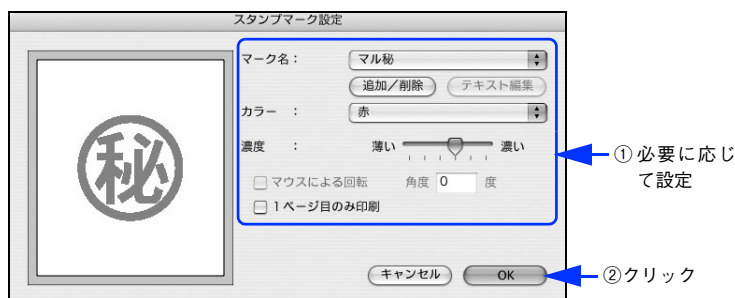 スタンプマーク設定
㊙
マーク名：
マル秘
追加／削除
テキスト編集
カラー　：
赤
濃度　：
薄い
濃い
マウスによる回転
角度 0 度
1ページ目のみ印刷
キャンセル
OK
①必要に応じ
て設定
②クリック